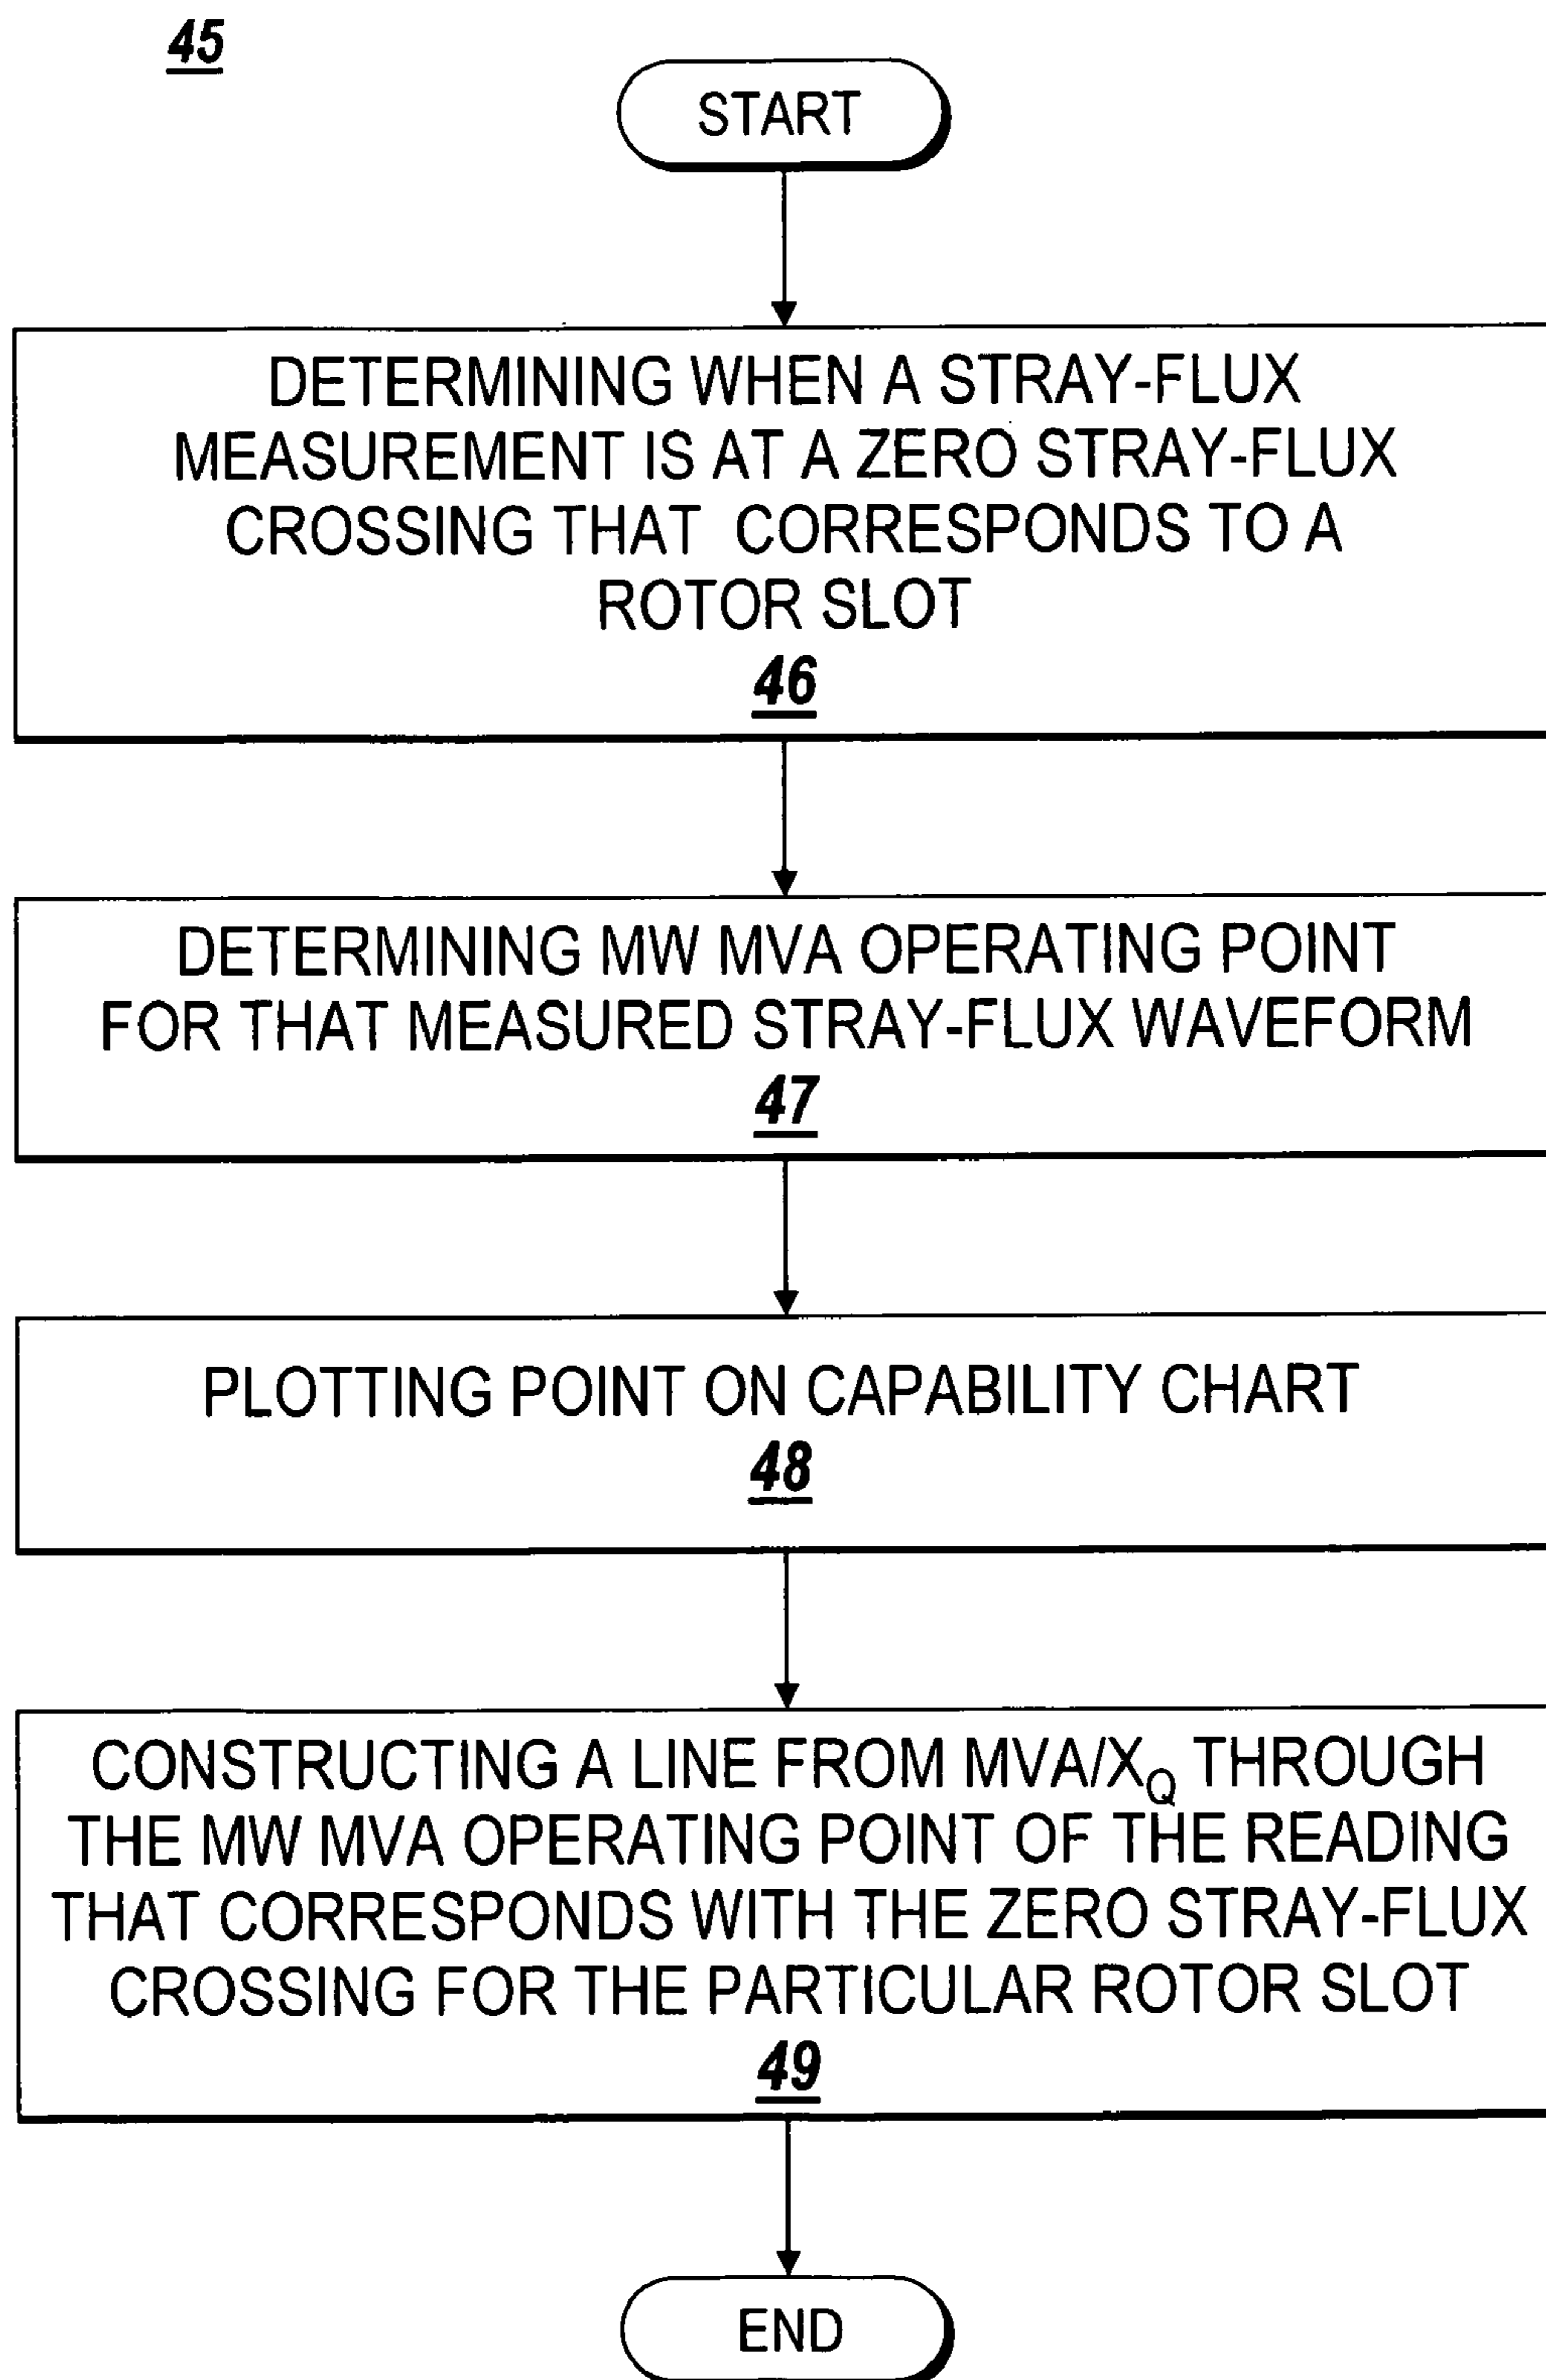 45
START
DETERMINING WHEN A STRAY-FLUX
MEASUREMENT IS AT A ZERO STRAY-FLUX
CROSSING THAT CORRESPONDS TO A
ROTOR SLOT
46
DETERMINING MW MVA OPERATING POINT
FOR THAT MEASURED STRAY-FLUX WAVEFORM
47
PLOTTING POINT ON CAPABILITY CHART
48
CONSTRUCTING A LINE FROM MVA/XQ THROUGH
THE MW MVA OPERATING POINT OF THE READING
THAT CORRESPONDS WITH THE ZERO STRAY-FLUX
CROSSING FOR THE PARTICULAR ROTOR SLOT
49
END